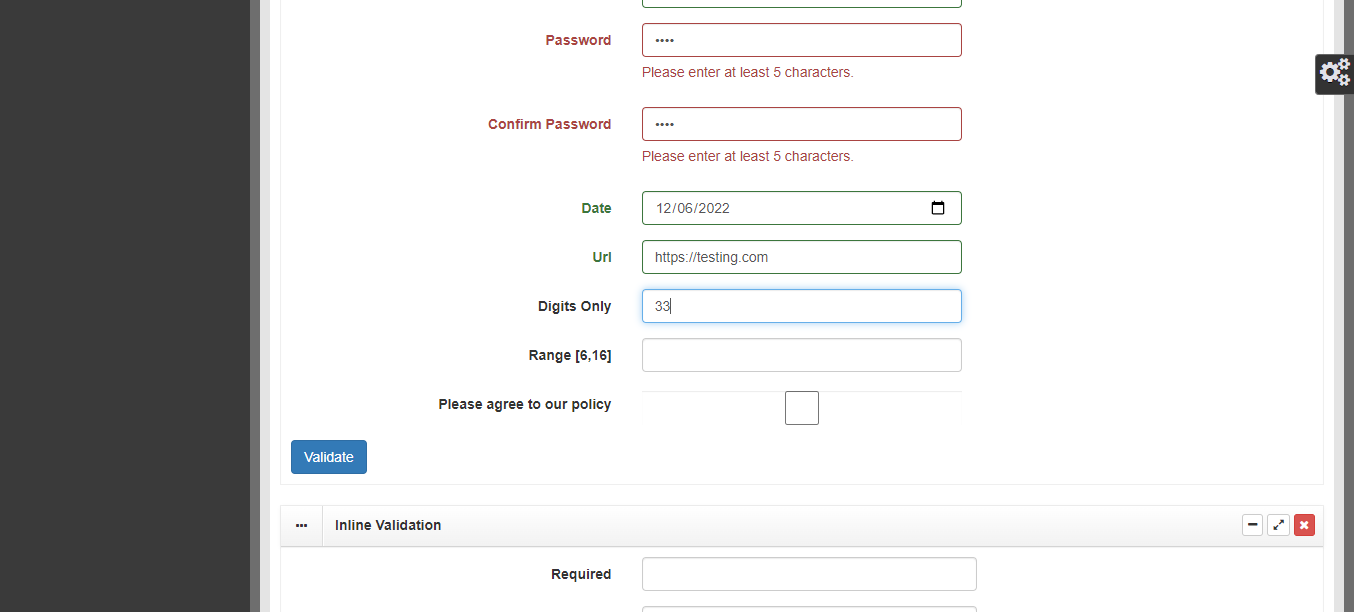 Password ••••
Please enter at least 5 characters.
Confirm Password ••••
Please enter at least 5 characters.
Date 12/06/2022
Url https://testing.com
Digits Only 33
Range [6,16]
Please agree to our policy
Validate
Inline Validation
Required